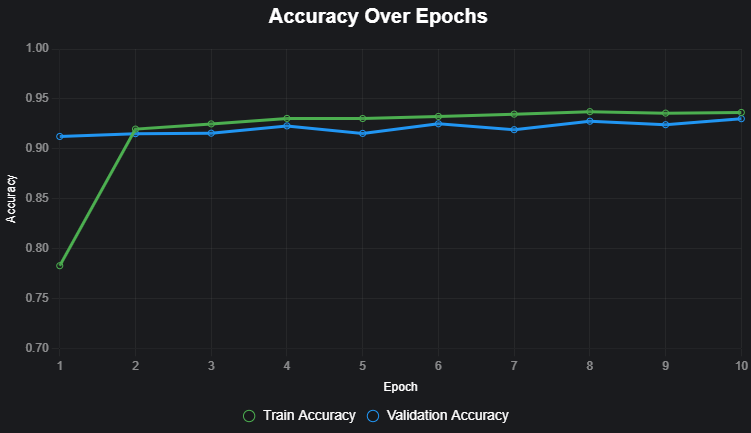 Accuracy Over Epochs
1.00
0.95
0.90
0.85
0.80
0.75
0.70
Accuracy
1 2 3 4 5 6 7 8 9 10
Epoch
Train Accuracy Validation Accuracy